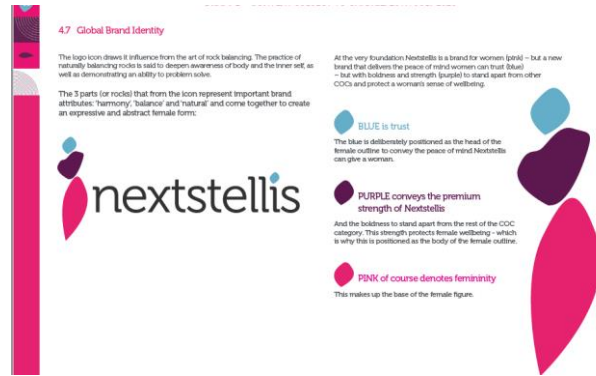 4.7 Global Brand Identity
The logo icon draws it influence from the art of rock balancing. The practice of
naturally balancing rocks is said to deepen awareness of body and the inner self, as
well as demonstrating an ability to problem solve.
The 3 parts (or rocks) that from the icon represent important brand
attributes: 'harmony', 'balance' and 'natural' and come together to create
an expressive and abstract female form:
nextstellis
At the very foundation Nextstellis is a brand for women (pink) – but a new
brand that delivers the peace of mind women can trust (blue)
– but with boldness and strength (purple) to stand apart from other
COCs and protect a woman's sense of wellbeing.
BLUE is trust
The blue is deliberately positioned as the head of the
female outline to convey the peace of mind Nextstellis
can give a woman.
PURPLE conveys the premium
strength of Nextstellis
And the boldness to stand apart from the rest of the COC
category. This strength protects female wellbeing - which
is why this is positioned as the body of the female outline.
PINK of course denotes femininity
This makes up the base of the female figure.